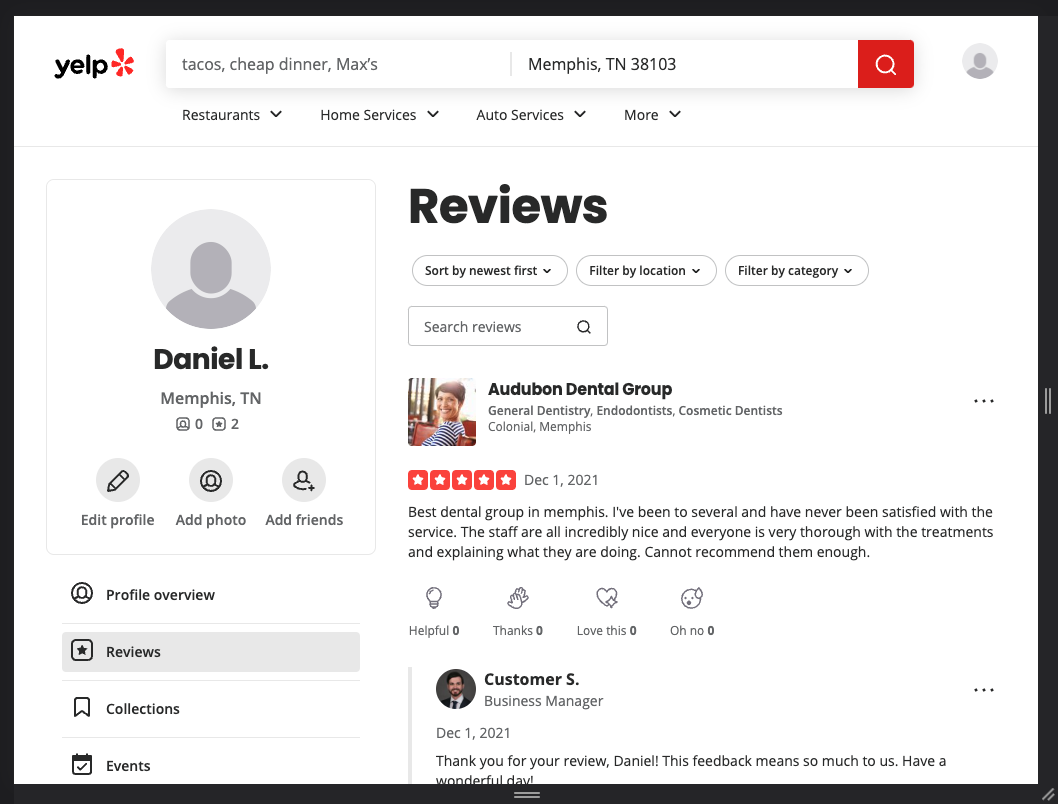 yelp
tacos, cheap dinner, Max’s
Memphis, TN 38103
Restaurants
Home Services
Auto Services
More
Daniel L.
Memphis, TN
0 2
Edit profile
Add photo
Add friends
Profile overview
Reviews
Collections
Events
Reviews
Sort by newest first
Filter by location
Filter by category
Search reviews
Audubon Dental Group
General Dentistry, Endodontists, Cosmetic Dentists
Colonial, Memphis
Dec 1, 2021
Best dental group in memphis. I've been to several and have never been satisfied with the
service. The staff are all incredibly nice and everyone is very thorough with the treatments
and explaining what they are doing. Cannot recommend them enough.
Helpful 0
Thanks 0
Love this 0
Oh no 0
Customer S.
Business Manager
Dec 1, 2021
Thank you for your review, Daniel! This feedback means so much to us. Have a
wonderful day!